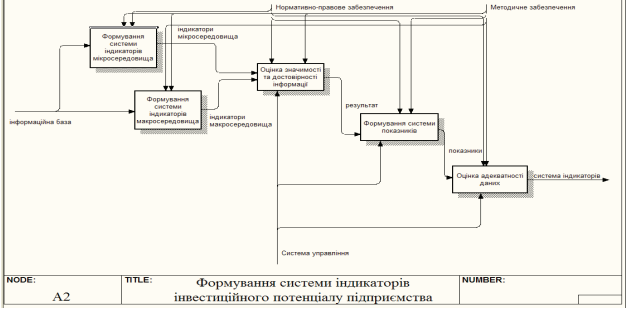 Нормативно-правове забезпечення
Методичне забезпечення
Формування
системи
індикаторів
мікросередовища
індикатори
мікросередовища
Оцінка значимості
та достовірності
інформації
Формування
системи
індикаторів
макросередовища
інформаційна база
індикатори
макросередовища
результат
Формування системи
показників
показники
Оцінка адекватності
даних
система індикаторів
Система управління
NODE:
A2
TITLE:
Формування системи індикаторів
інвестиційного потенціалу підприємства
NUMBER: